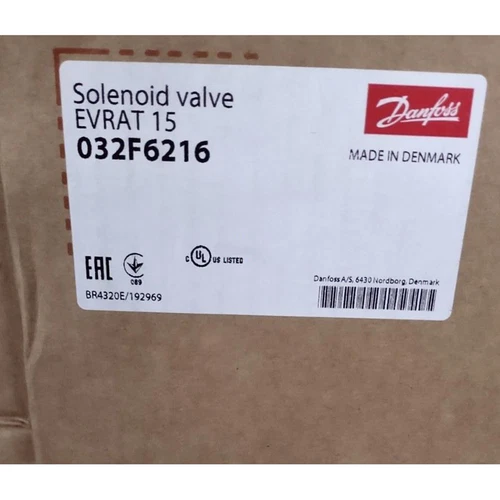 Solenoid valve
EVRAT 15
032F6216
Danfoss
MADE IN DENMARK
EAC
089
C UL US LISTED
BR4320E/192969
Danfoss A/S, 6430 Nordborg, Denmark